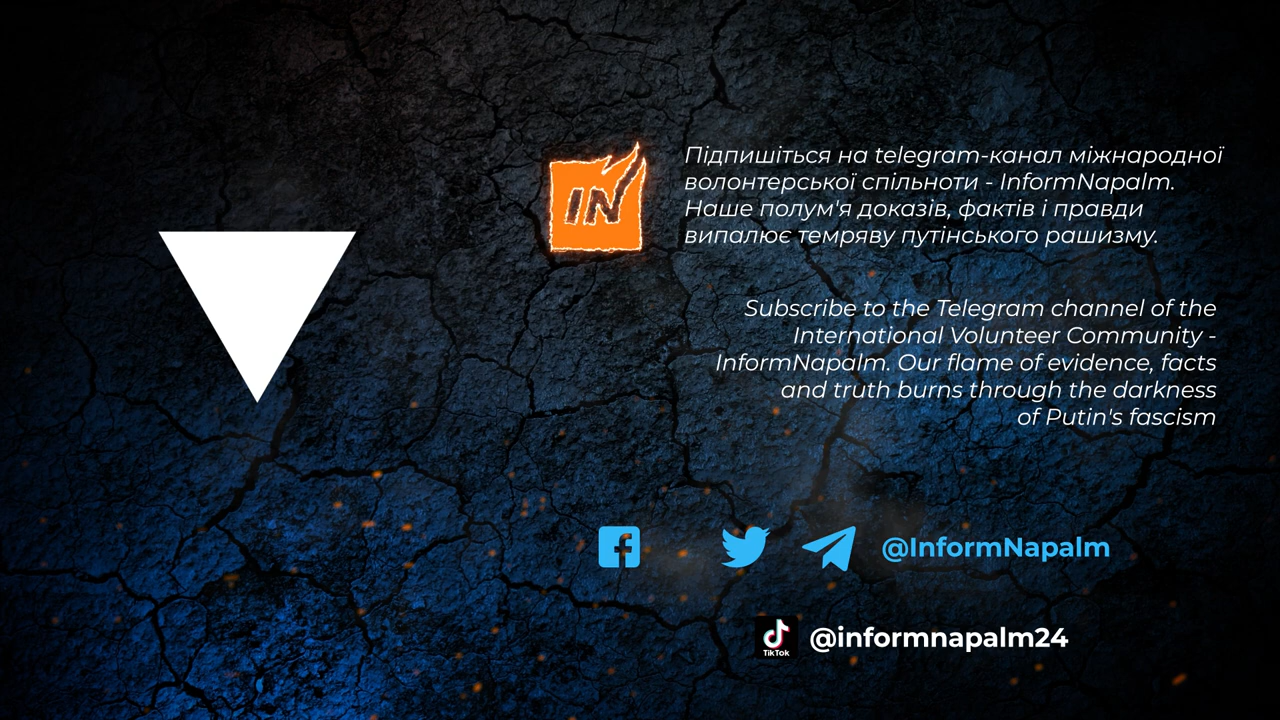 IN
Підпишіться на telegram-канал міжнародної
волонтерської спільноти - InformNapalm.
Наше полум'я доказів, фактів і правди
випалює темряву путінського рашизму.
Subscribe to the Telegram channel of the
International Volunteer Community -
InformNapalm. Our flame of evidence, facts
and truth burns through the darkness
of Putin's fascism
@InformNapalm
TikTok
@informnapalm24